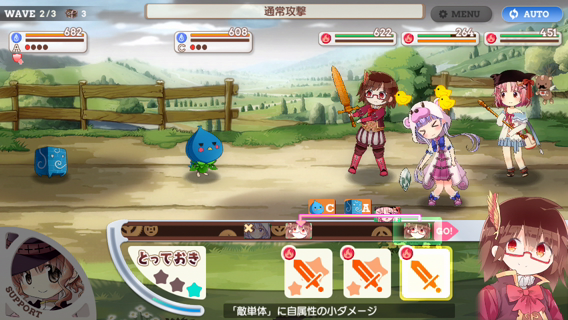 WAVE 2/3 3
通常攻撃
MENU
AUTO
682
A
608
C
622
264
451
C A
GO!
とっておき
SUPPORT
「敵単体」に自属性の小ダメージ